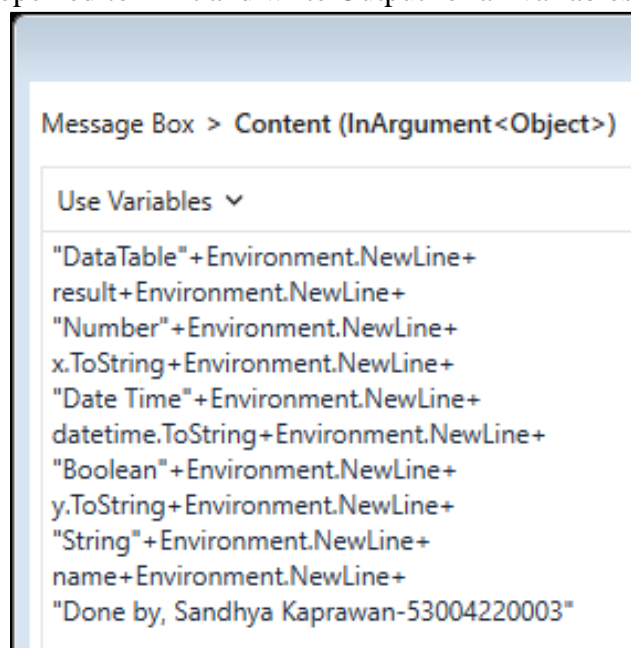 Message Box > Content (InArgument<Object>)
Use Variables
"DataTable"+Environment.NewLine+
result+Environment.NewLine+
"Number"+Environment.NewLine+
x.ToString+Environment.NewLine+
"Date Time"+Environment.NewLine+
datetime.ToString+Environment.NewLine+
"Boolean"+Environment.NewLine+
y.ToString+Environment.NewLine+
"String"+Environment.NewLine+
name+Environment.NewLine+
"Done by, Sandhya Kaprawan-53004220003"